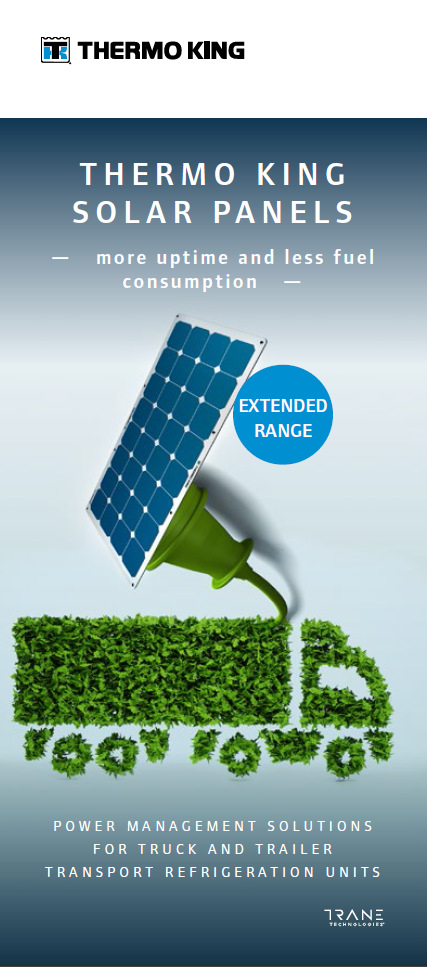 THERMO KING
THERMO KING
SOLAR PANELS
— more uptime and less fuel
consumption —
EXTENDED
RANGE
POWER MANAGEMENT SOLUTIONS
FOR TRUCK AND TRAILER
TRANSPORT REFRIGERATION UNITS
TRANE
TECHNOLOGIES